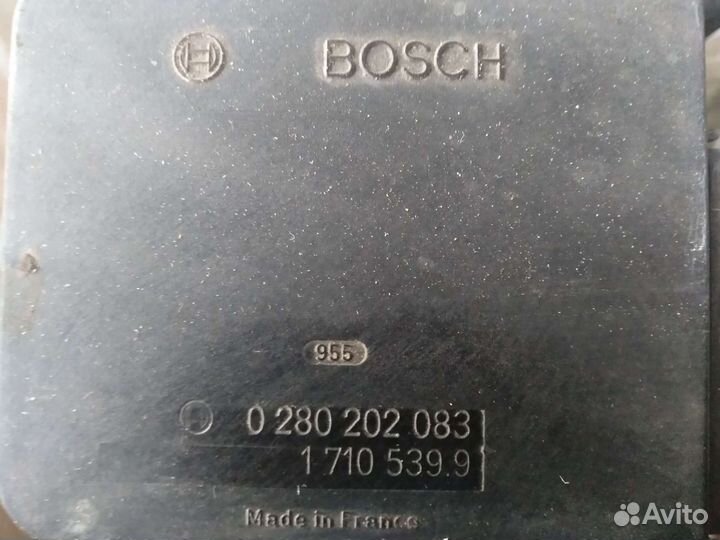 BOSCH
955
0 280 202 083
1 710 539.9
Made in France
Avito